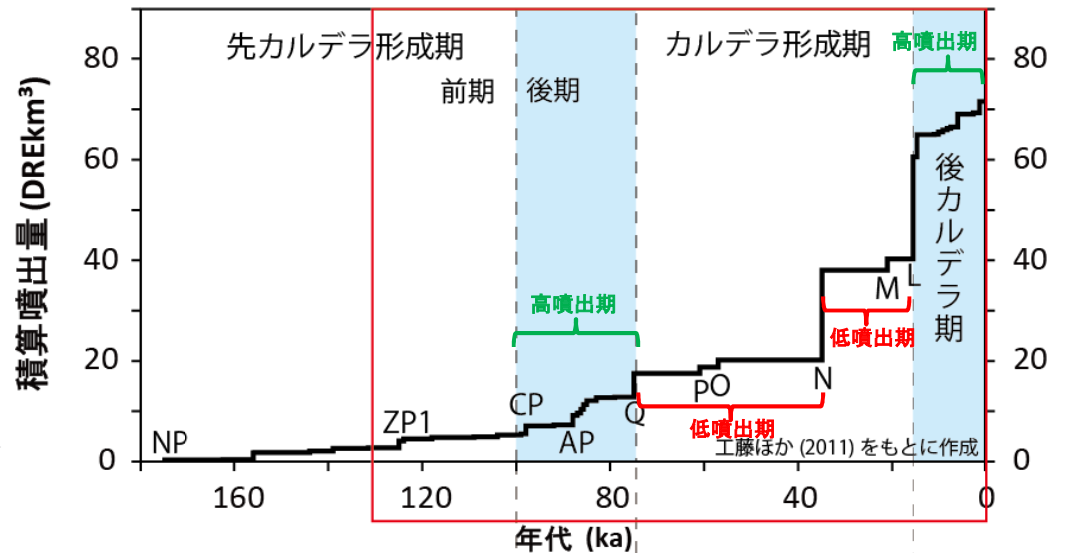 先カルデラ形成期
カルデラ形成期
高噴出期
前期
後期
後カルデラ期
高噴出期
低噴出期
低噴出期
NP
ZP1
CP
AP
Q
P
O
N
M
L
工藤ほか (2011) をもとに作成
積算噴出量 (DREkm³)
80
60
40
20
0
80
60
40
20
0
160
120
80
40
0
年代 (ka)